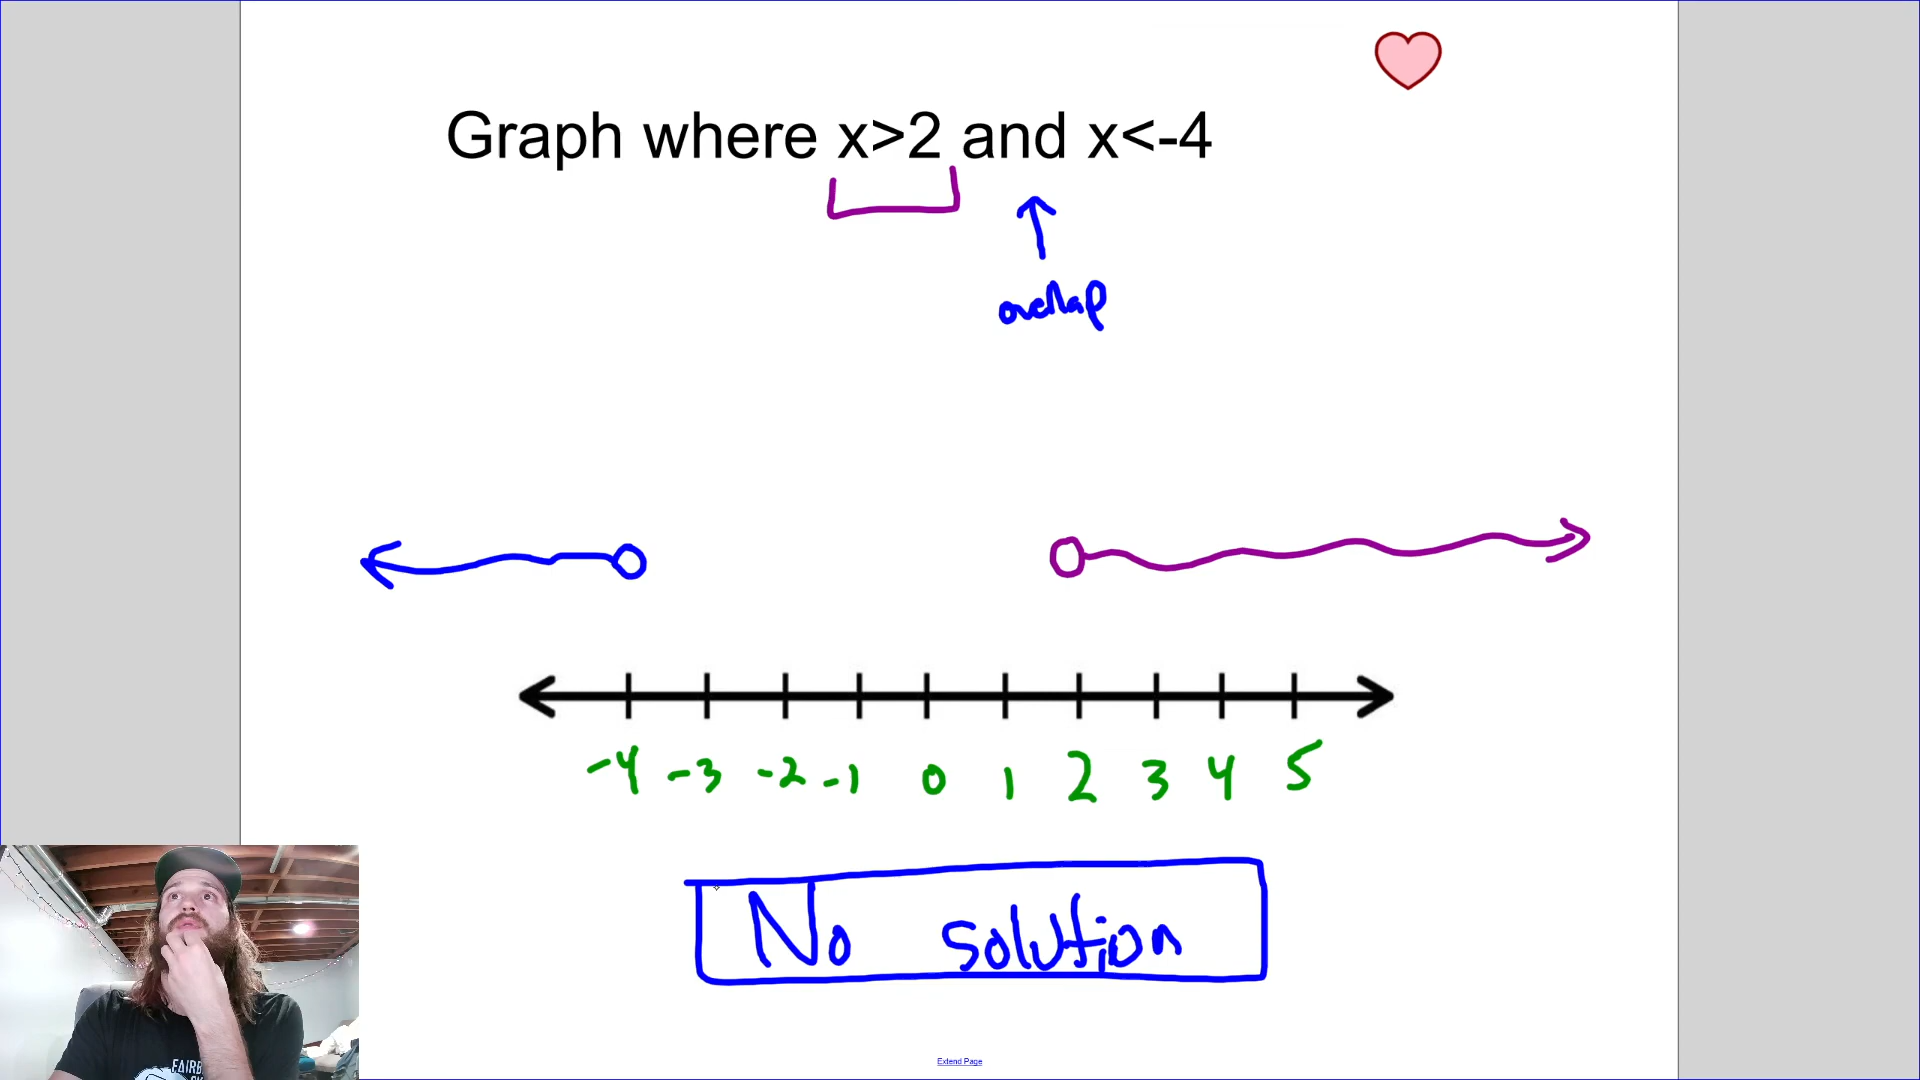 Graph where x>2 and x<-4
overlap
-4 -3 -2 -1 0 1 2 3 4 5
No solution
Extend Page